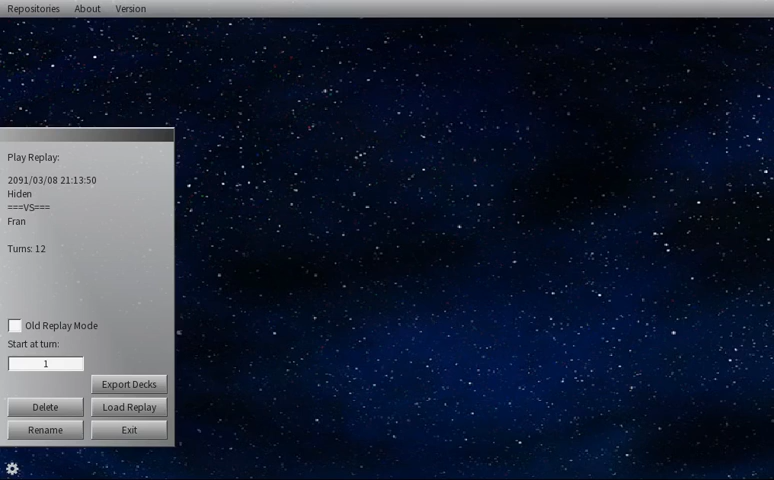 Repositories About Version
Play Replay:
2091/03/08 21:13:50
Hiden
===VS===
Fran
Turns: 12
Old Replay Mode
Start at turn:
1
Export Decks
Delete Load Replay
Rename Exit